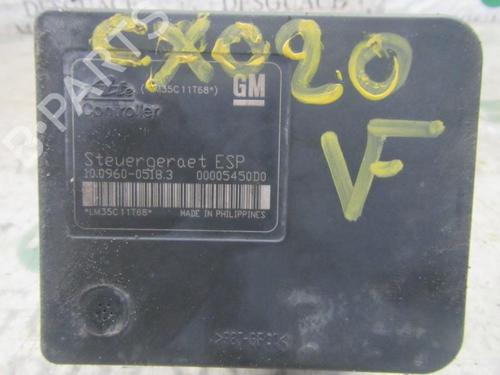 CX020
(*LM35C11T68*)
GM
Controller
VF
Steuergeraet ESP
10.0960-0518.3 00005450D0
*LM35C11T68* MADE IN PHILIPPINES
B-PARTS